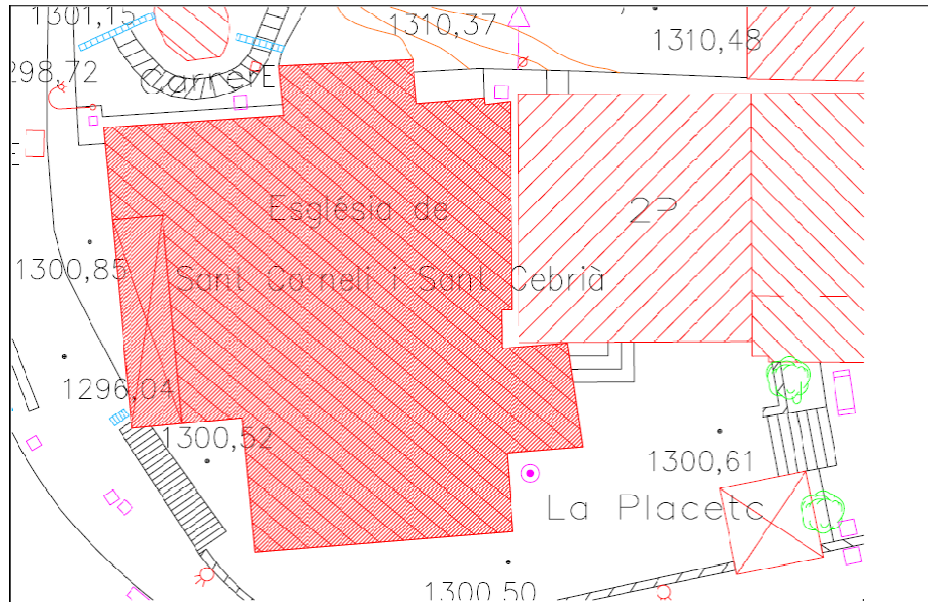 1301,15
1310,37
1310,48
298,72
Carrer E
Església de
2P
1300,85
Sant Corneli i Sant Cebrià
1296,04
1300,52
1300,61
La Placeta
1300,50